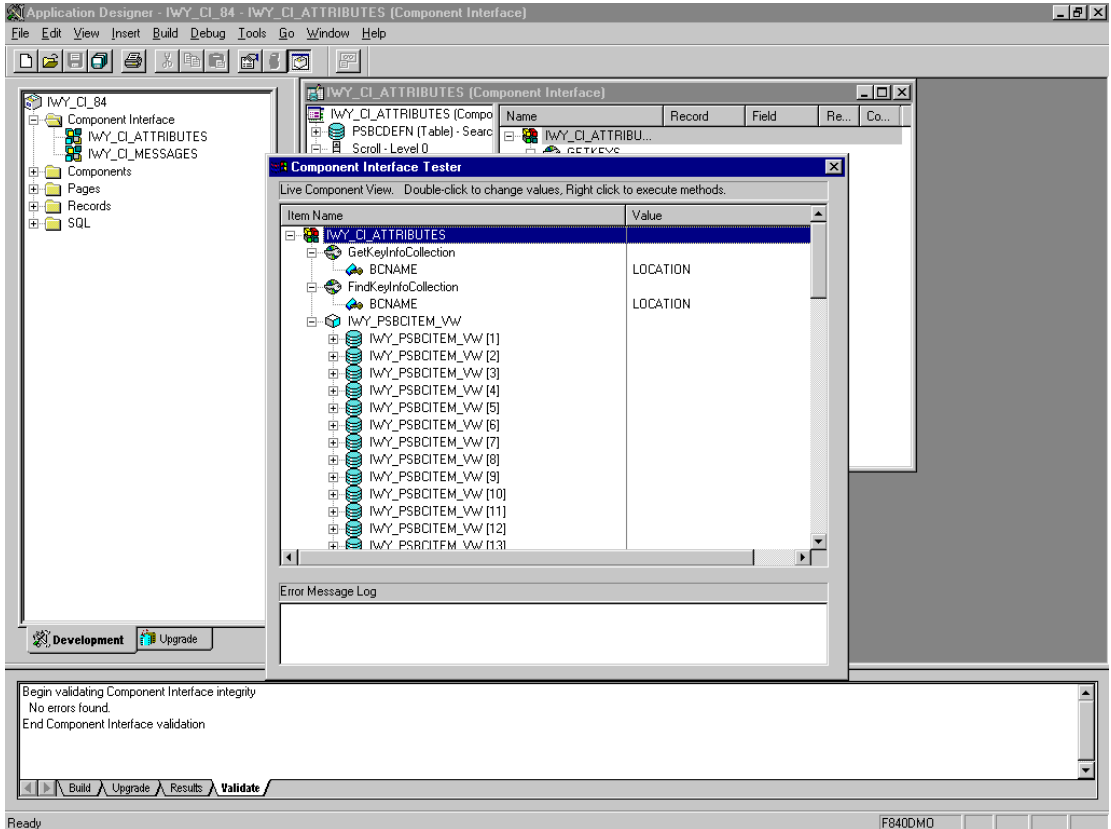 Application Designer - IWY_CI_84 - IWY_CI_ATTRIBUTES (Component Interface)
File Edit View Insert Build Debug Tools Go Window Help
IWY_CI_84
Component Interface
IWY_CI_ATTRIBUTES
IWY_CI_MESSAGES
Components
Pages
Records
SQL
Development Upgrade
IWY_CI_ATTRIBUTES (Component Interface)
IWY_CI_ATTRIBUTES (Compo
PSBCDEFN (Table) - Searc
Scroll - Level 0
Name Record Field Re... Co...
IWY_CI_ATTRIBU...
GETKEYS
Component Interface Tester
Live Component View. Double-click to change values, Right click to execute methods.
Item Name Value
IWY_CI_ATTRIBUTES
GetKeyInfoCollection
BCNAME LOCATION
FindKeyInfoCollection
BCNAME LOCATION
IWY_PSBCITEM_VW
IWY_PSBCITEM_VW [1]
IWY_PSBCITEM_VW [2]
IWY_PSBCITEM_VW [3]
IWY_PSBCITEM_VW [4]
IWY_PSBCITEM_VW [5]
IWY_PSBCITEM_VW [6]
IWY_PSBCITEM_VW [7]
IWY_PSBCITEM_VW [8]
IWY_PSBCITEM_VW [9]
IWY_PSBCITEM_VW [10]
IWY_PSBCITEM_VW [11]
IWY_PSBCITEM_VW [12]
IWY_PSBCITEM_VW [13]
Error Message Log
Begin validating Component Interface integrity
No errors found.
End Component Interface validation
Build Upgrade Results Validate
Ready F840DMO